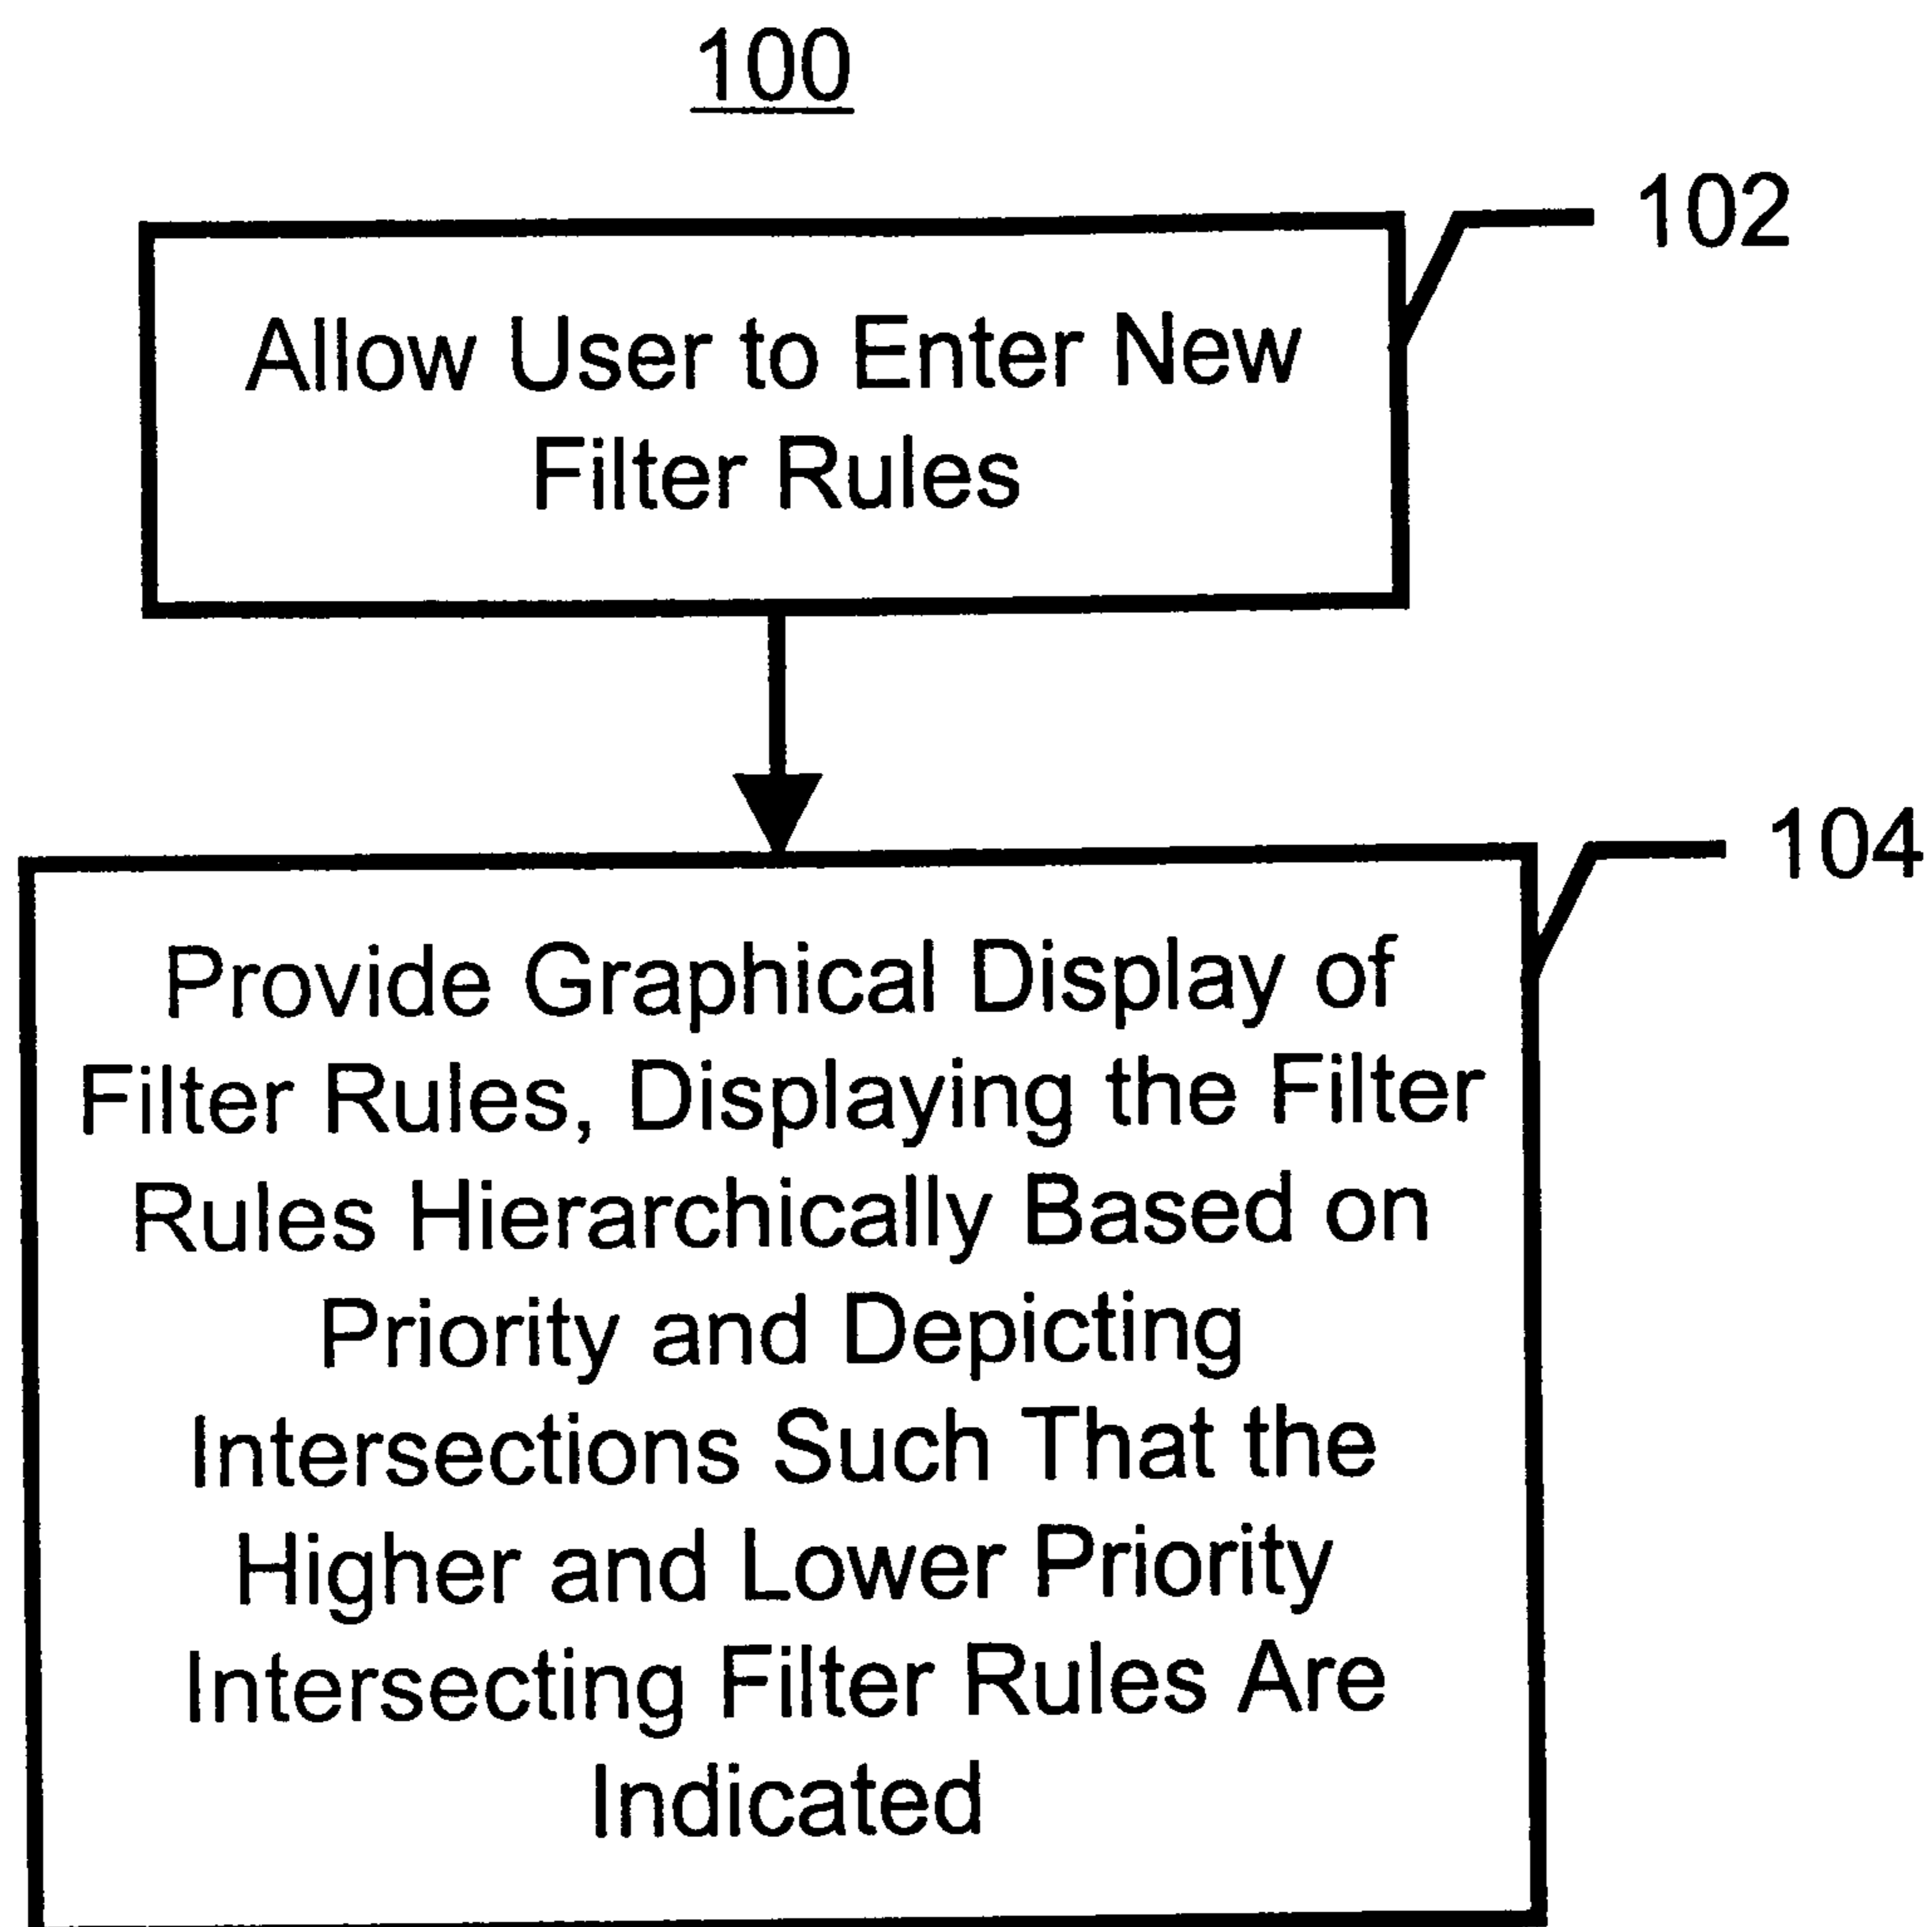 100
102
Allow User to Enter New
Filter Rules
104
Provide Graphical Display of
Filter Rules, Displaying the Filter
Rules Hierarchically Based on
Priority and Depicting
Intersections Such That the
Higher and Lower Priority
Intersecting Filter Rules Are
Indicated